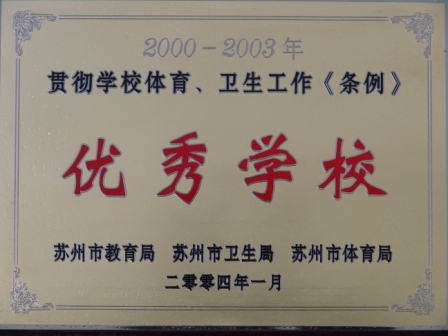 2000－2003年
贯彻学校体育、卫生工作《条例》
优秀学校
苏州市教育局 苏州市卫生局 苏州市体育局
二零零四年一月